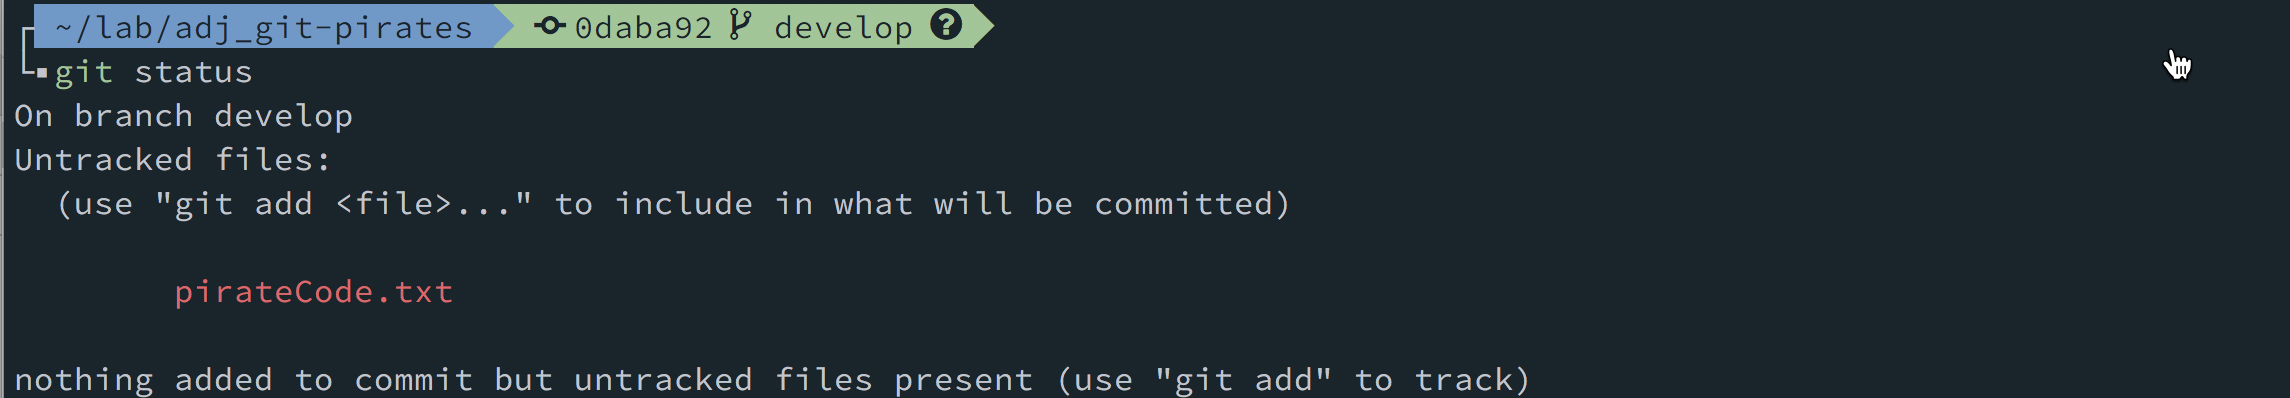 ~/lab/adj_git-pirates 0daba92 develop ?
git status
On branch develop
Untracked files:
(use "git add <file>..." to include in what will be committed)
pirateCode.txt
nothing added to commit but untracked files present (use "git add" to track)